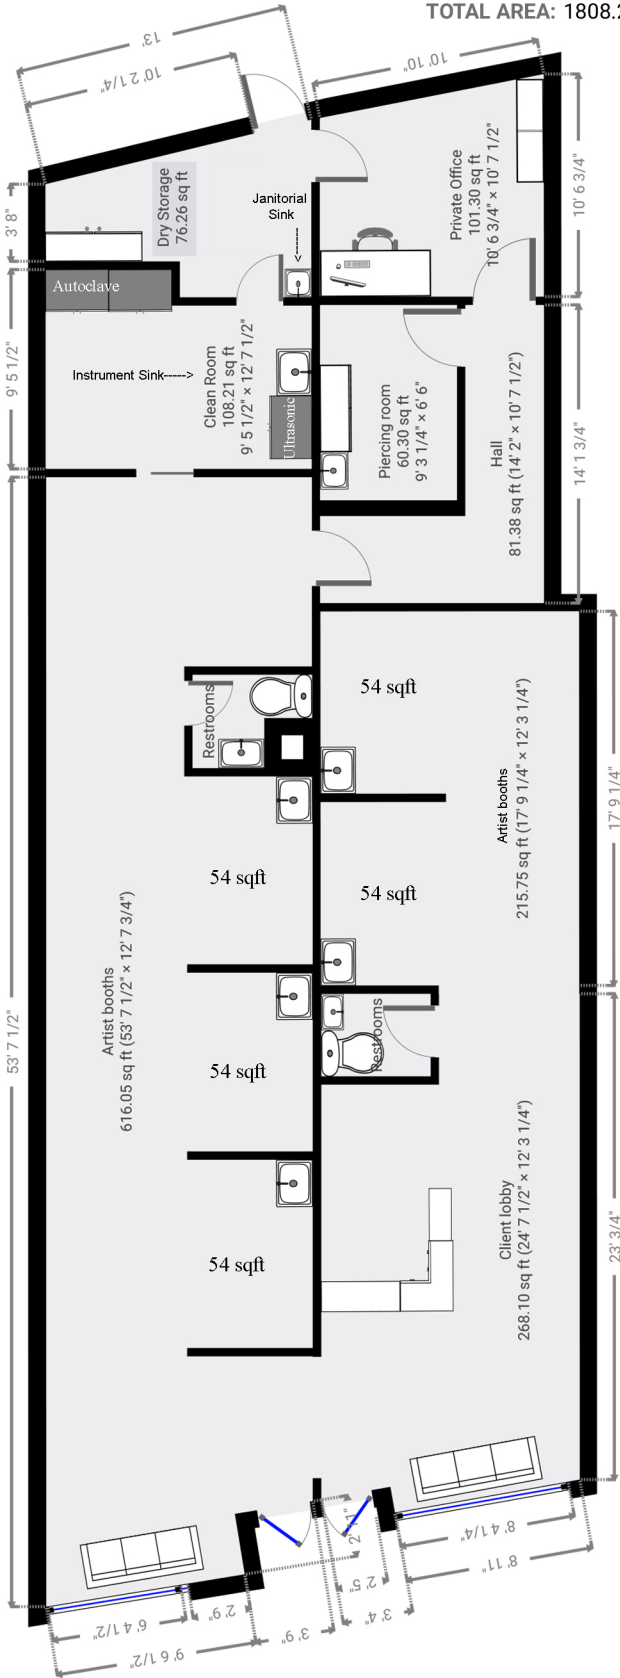 TOTAL AREA: 1808.2
13'
10' 2 1/4"
10' 10"
3' 8"
Dry Storage
76.26 sq ft
Janitorial
Sink
Private Office
101.30 sq ft
10' 6 3/4" × 10' 7 1/2"
10' 6 3/4"
Autoclave
9' 5 1/2"
Instrument Sink----->
Clean Room
108.21 sq ft
9' 5 1/2" × 12' 7 1/2"
Ultrasonic
Piercing room
60.30 sq ft
9' 3 1/4" × 6' 6"
Hall
81.38 sq ft (14' 2" × 10' 7 1/2")
14' 1 3/4"
Restrooms
54 sqft
54 sqft
Artist booths
215.75 sq ft (17' 9 1/4" × 12' 3 1/4")
17' 9 1/4"
54 sqft
54 sqft
54 sqft
Artist booths
616.05 sq ft (53' 7 1/2" × 12' 7 3/4")
53' 7 1/2"
Restrooms
Client lobby
268.10 sq ft (24' 7 1/2" × 12' 3 1/4")
23' 3/4"
2' 11"
8' 4 1/4"
8' 11"
2' 5"
3' 4"
6' 4 1/2"
2' 9"
3' 9"
9' 6 1/2"